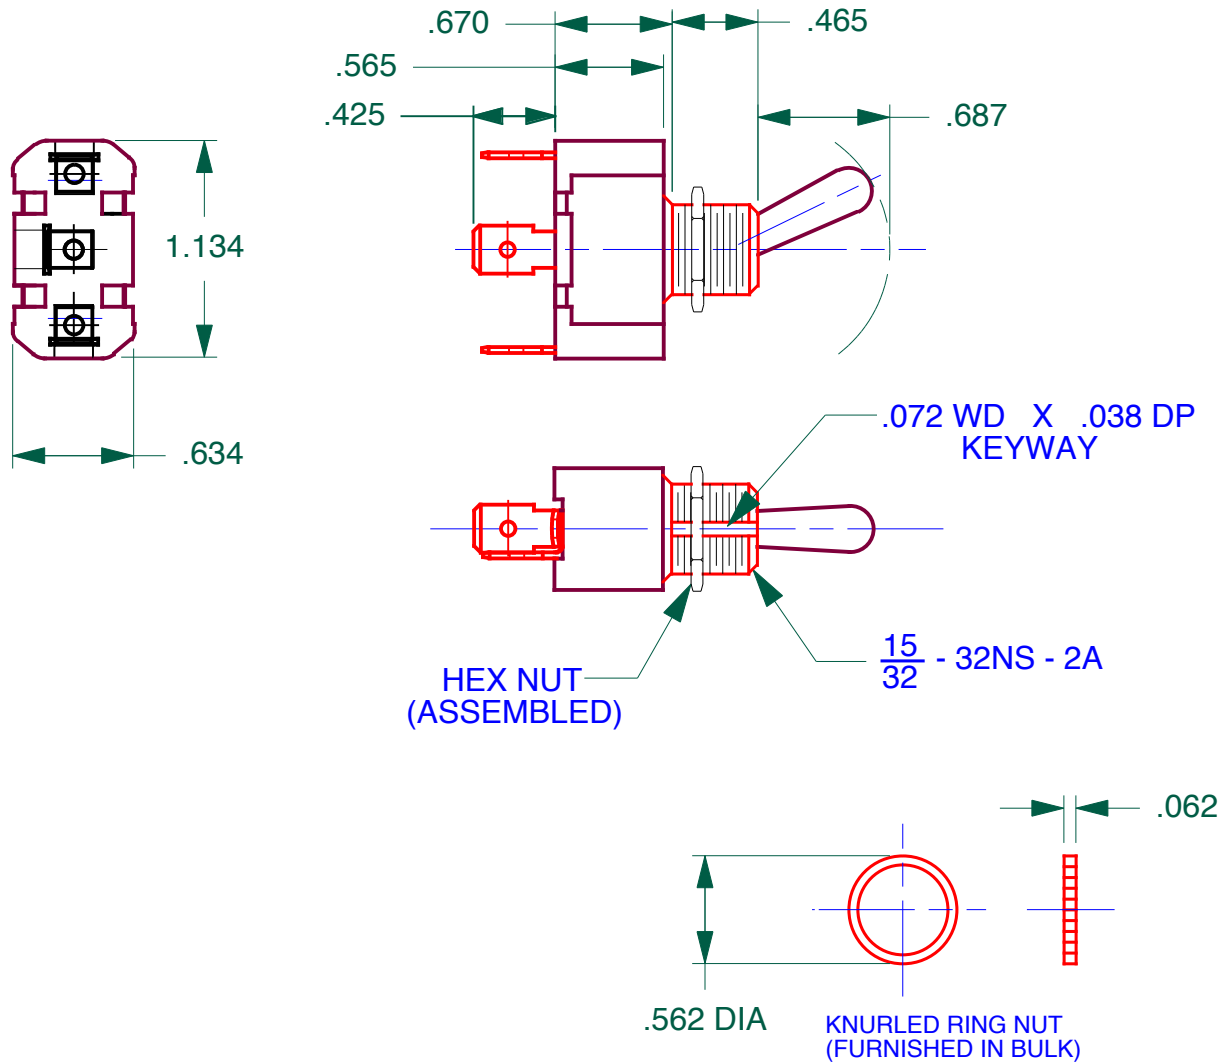 .670
.465
.565
.425
.687
1.134
.634
.072 WD X .038 DP
KEYWAY
15
32
- 32NS - 2A
HEX NUT
(ASSEMBLED)
.062
.562 DIA
KNURLED RING NUT
(FURNISHED IN BULK)